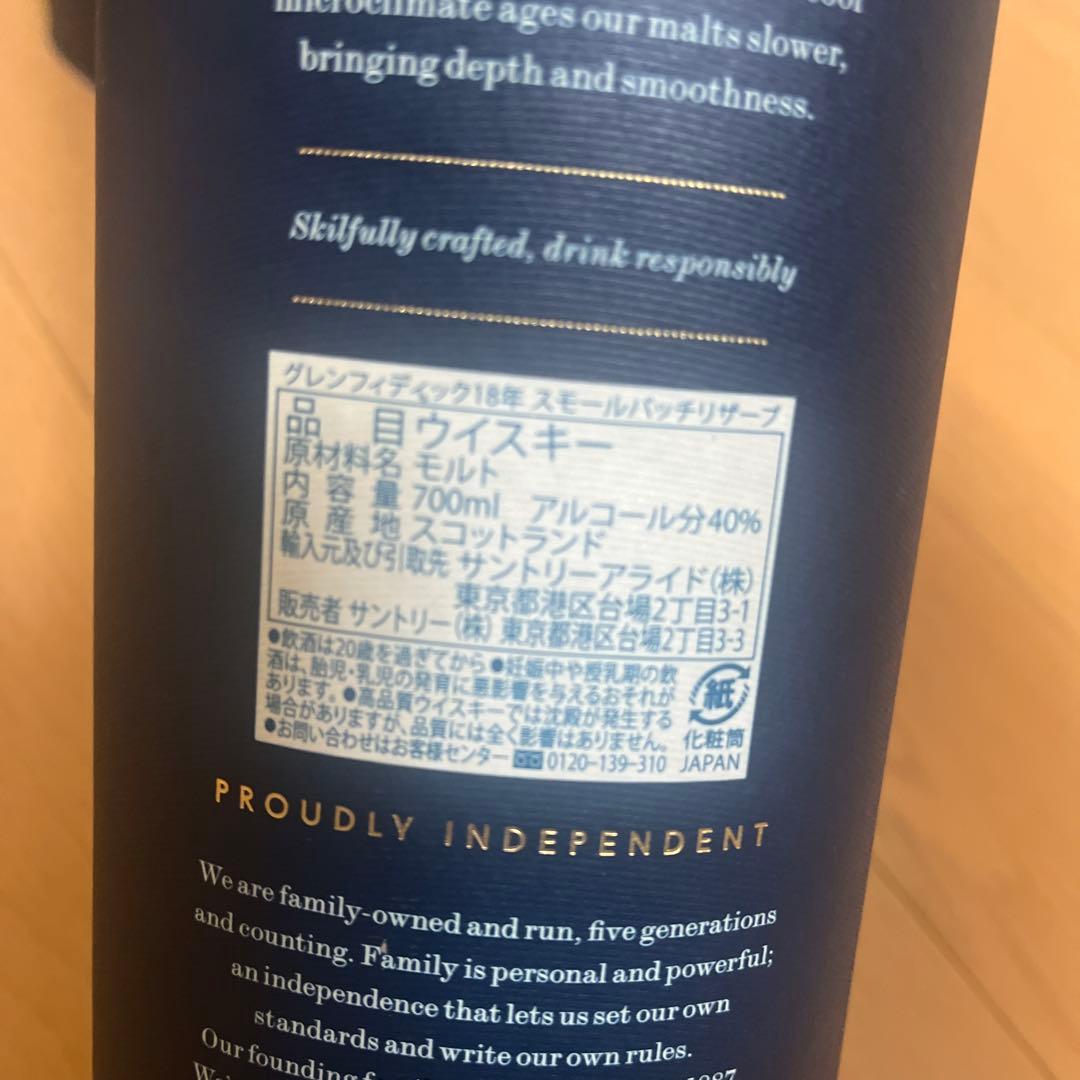 microclimate ages our malts slower,
bringing depth and smoothness.
Skilfully crafted, drink responsibly
グレンフィディック18年 スモールバッチリザーブ
品 目 ウイスキー
原材料名 モルト
内 容 量 700ml アルコール分40%
原 産 地 スコットランド
輸入元及び引取先 サントリーアライド(株)
東京都港区台場2丁目3-1
販売者 サントリー(株) 東京都港区台場2丁目3-3
●飲酒は20歳を過ぎてから ●妊娠中や授乳期の飲
酒は、胎児・乳児の発育に悪影響を与えるおそれが
あります。●高品質ウイスキーでは沈殿が発生する
場合がありますが、品質には全く影響はありません。
●お問い合わせはお客様センター 0120-139-310
紙
化粧筒
JAPAN
PROUDLY INDEPENDENT
We are family-owned and run, five generations
and counting. Family is personal and powerful;
an independence that lets us set our own
standards and write our own rules.
Our founding